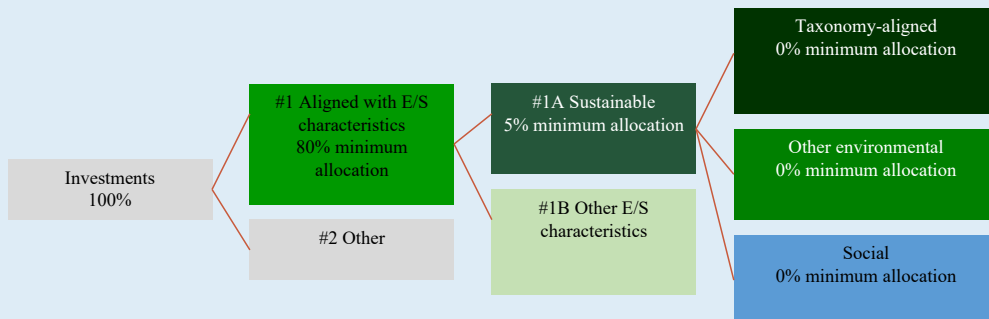 Investments
100%
#1 Aligned with E/S
characteristics
80% minimum
allocation
#2 Other
#1A Sustainable
5% minimum allocation
#1B Other E/S
characteristics
Taxonomy-aligned
0% minimum allocation
Other environmental
0% minimum allocation
Social
0% minimum allocation